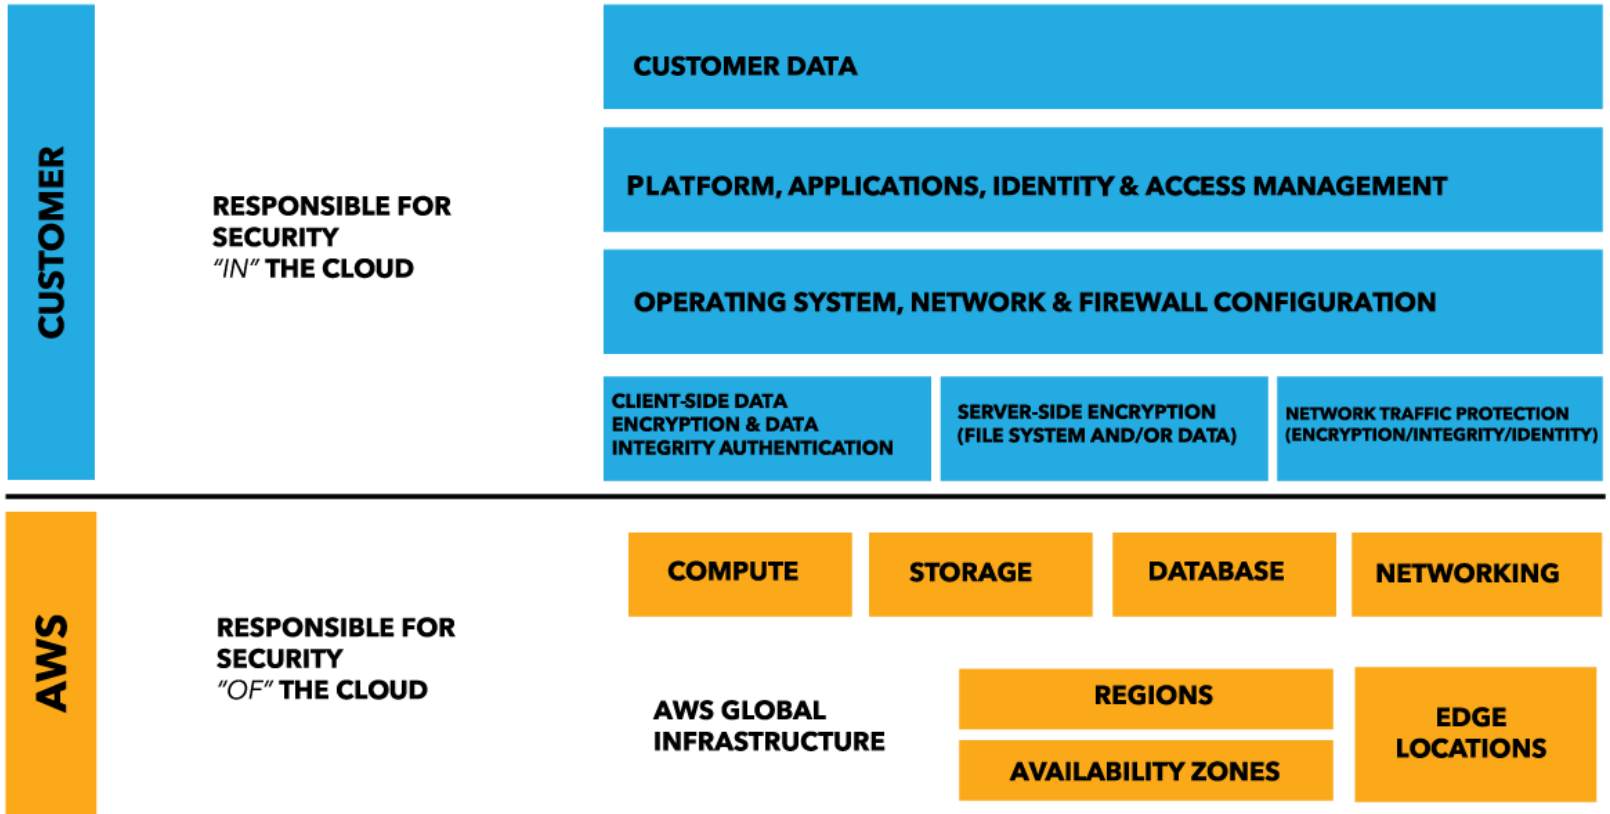 CUSTOMER
RESPONSIBLE FOR
SECURITY
"IN" THE CLOUD
CUSTOMER DATA
PLATFORM, APPLICATIONS, IDENTITY & ACCESS MANAGEMENT
OPERATING SYSTEM, NETWORK & FIREWALL CONFIGURATION
CLIENT-SIDE DATA
ENCRYPTION & DATA
INTEGRITY AUTHENTICATION
SERVER-SIDE ENCRYPTION
(FILE SYSTEM AND/OR DATA)
NETWORK TRAFFIC PROTECTION
(ENCRYPTION/INTEGRITY/IDENTITY)
AWS
RESPONSIBLE FOR
SECURITY
"OF" THE CLOUD
COMPUTE
STORAGE
DATABASE
NETWORKING
AWS GLOBAL
INFRASTRUCTURE
REGIONS
AVAILABILITY ZONES
EDGE
LOCATIONS